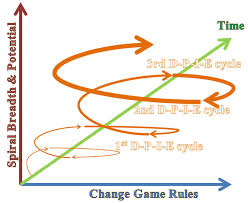 Time
3rd D-P-I-E cycle
2nd D-P-I-E cycle
1st D-P-I-E cycle
Spiral Breadth & Potential
Change Game Rules